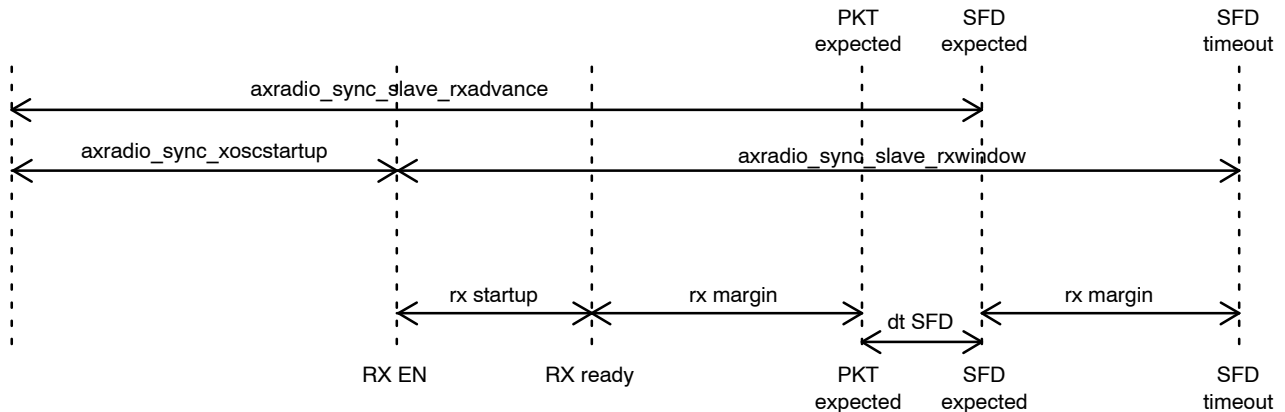 PKT SFD SFD
expected expected timeout
axradio_sync_slave_rxadvance
axradio_sync_xoscstartup axradio_sync_slave_rxwindow
rx startup rx margin rx margin
dt SFD
RX EN RX ready PKT SFD SFD
expected expected timeout